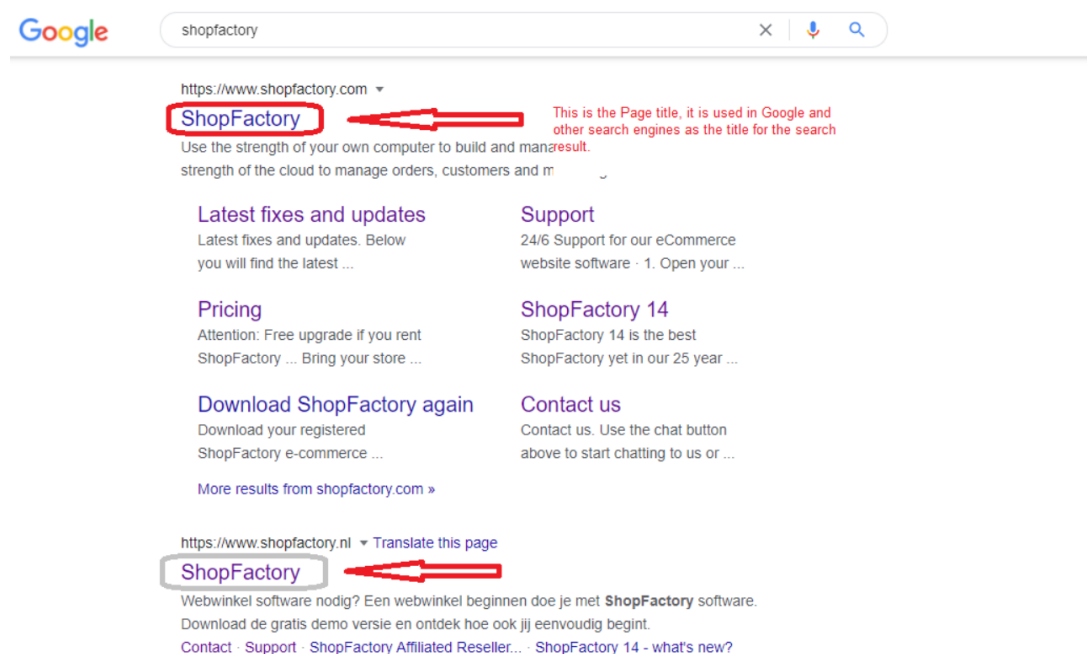 Google
shopfactory
https://www.shopfactory.com
ShopFactory
This is the Page title, it is used in Google and
other search engines as the title for the search
result.
Use the strength of your own computer to build and
strength of the cloud to manage orders, customers and
Latest fixes and updates
Latest fixes and updates. Below
you will find the latest ...
Support
24/6 Support for our eCommerce
website software · 1. Open your ...
Pricing
Attention: Free upgrade if you rent
ShopFactory ... Bring your store ...
ShopFactory 14
ShopFactory 14 is the best
ShopFactory yet in our 25 year ...
Download ShopFactory again
Download your registered
ShopFactory e-commerce ...
Contact us
Contact us. Use the chat button
above to start chatting to us or ...
More results from shopfactory.com »
https://www.shopfactory.nl Translate this page
ShopFactory
Webwinkel software nodig? Een webwinkel beginnen doe je met ShopFactory software.
Download de gratis demo versie en ontdek hoe ook jij eenvoudig begint.
Contact · Support · ShopFactory Affiliated Reseller... · ShopFactory 14 - what's new?